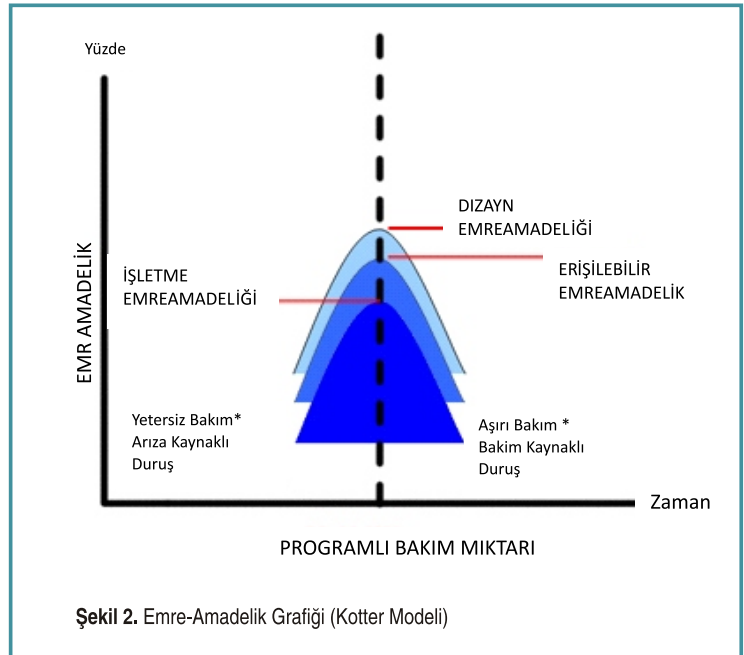 Yüzde
EMR AMADELİK
DIZAYN
EMREAMADELİĞİ
ERİŞİLEBİLİR
EMREAMADELİK
İŞLETME
EMREAMADELİĞİ
Yetersiz Bakım*
Arıza Kaynaklı
Duruş
Aşırı Bakım *
Bakim Kaynaklı
Duruş
Zaman
PROGRAMLI BAKIM MIKTARI
Şekil 2. Emre-Amadelik Grafiği (Kotter Modeli)